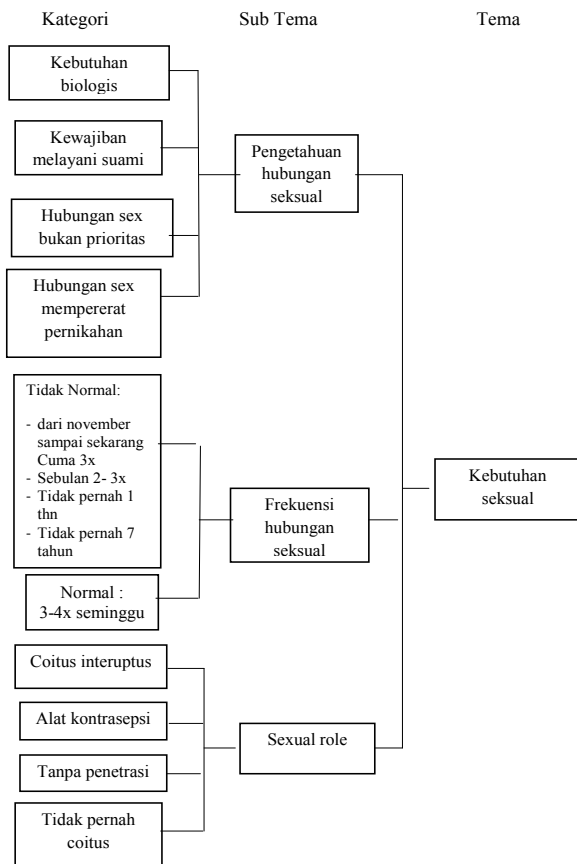 Kategori
Sub Tema
Tema
Kebutuhan
biologis
Kewajiban
melayani suami
Hubungan sex
bukan prioritas
Hubungan sex
mempererat
pernikahan
Pengetahuan
hubungan
seksual
Tidak Normal:
- dari november
sampai sekarang
Cuma 3x
- Sebulan 2- 3x
- Tidak pernah 1
thn
- Tidak pernah 7
tahun
Normal :
3-4x seminggu
Frekuensi
hubungan
seksual
Kebutuhan
seksual
Coitus interuptus
Alat kontrasepsi
Tanpa penetrasi
Tidak pernah
coitus
Sexual role